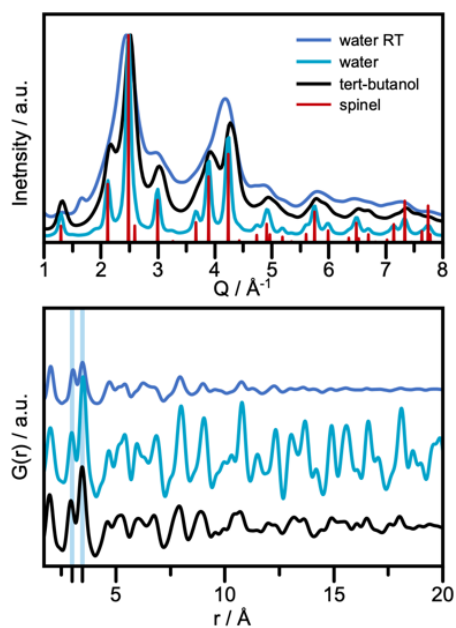 Inetnsity / a.u.
water RT
water
tert-butanol
spinel
1 2 3 4 5 6 7 8
Q / Å-1
G(r) / a.u.
5 10 15 20
r / Å